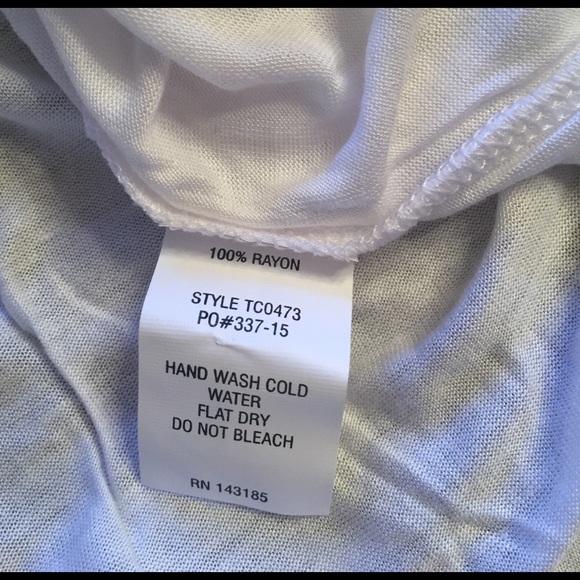 100% RAYON
STYLE TC0473
PO#337-15
HAND WASH COLD
WATER
FLAT DRY
DO NOT BLEACH
RN 143185